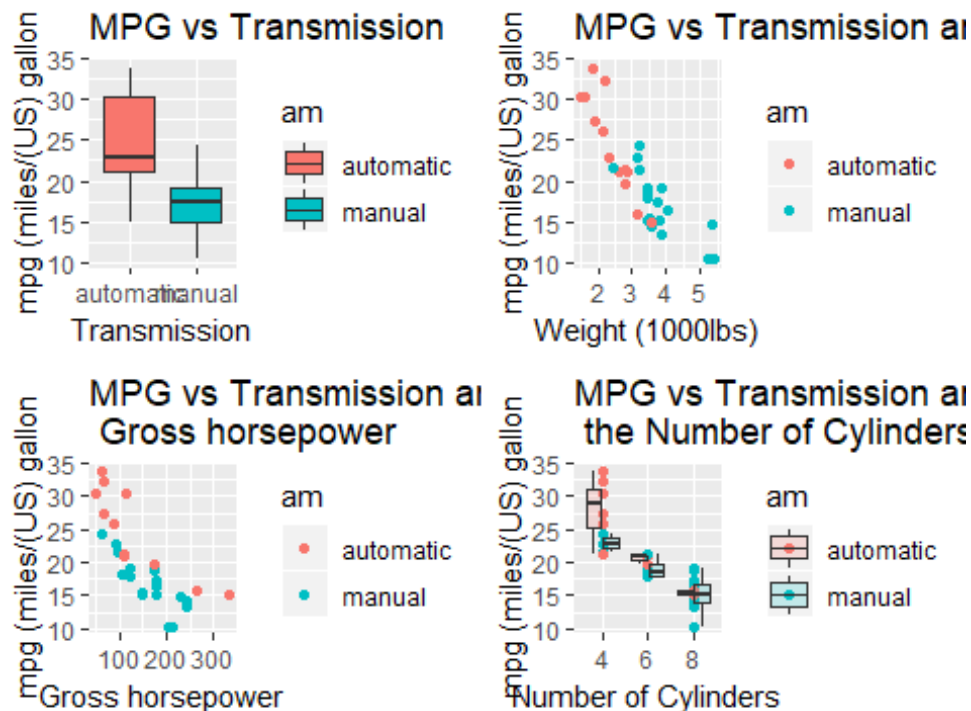 MPG vs Transmission
mpg (miles/(US) gallon
35
30
25
20
15
10
automatic
manual
Transmission
am
automatic
manual
MPG vs Transmission ar
mpg (miles/(US) gallon
35
30
25
20
15
10
2 3 4 5
Weight (1000lbs)
am
automatic
manual
MPG vs Transmission ar
Gross horsepower
mpg (miles/(US) gallon
35
30
25
20
15
10
100 200 300
Gross horsepower
am
automatic
manual
MPG vs Transmission ar
the Number of Cylinders
mpg (miles/(US) gallon
35
30
25
20
15
10
4 6 8
Number of Cylinders
am
automatic
manual